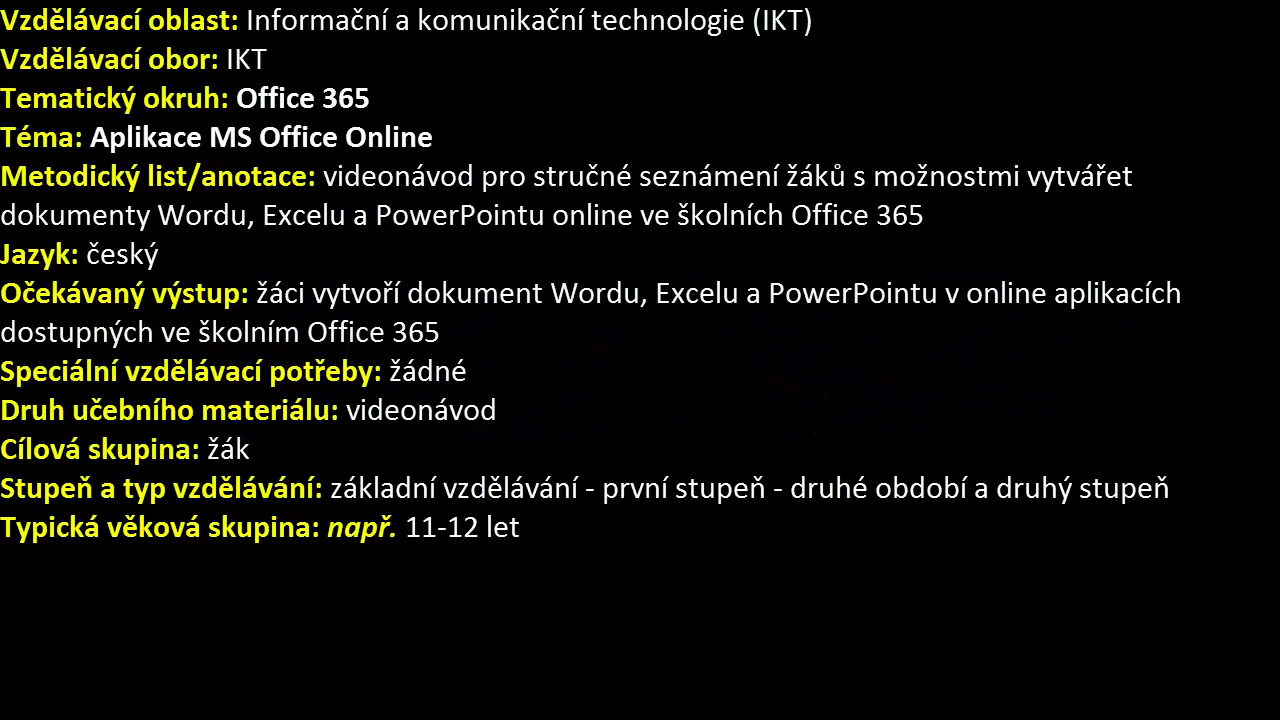 Vzdělávací oblast: Informační a komunikační technologie (IKT)
Vzdělávací obor: IKT
Tematický okruh: Office 365
Téma: Aplikace MS Office Online
Metodický list/anotace: videonávod pro stručné seznámení žáků s možnostmi vytvářet
dokumenty Wordu, Excelu a PowerPointu online ve školních Office 365
Jazyk: český
Očekávaný výstup: žáci vytvoří dokument Wordu, Excelu a PowerPointu v online aplikacích
dostupných ve školním Office 365
Speciální vzdělávací potřeby: žádné
Druh učebního materiálu: videonávod
Cílová skupina: žák
Stupeň a typ vzdělávání: základní vzdělávání - první stupeň - druhé období a druhý stupeň
Typická věková skupina: např. 11-12 let